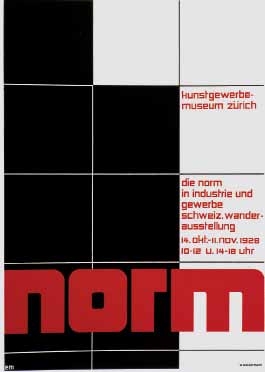 kunstgewerbe-
museum zürich
die norm
in industrie und
gewerbe
schweiz. wander-
ausstellung
14. okt.-11. nov. 1928
10-12 u. 14-18 uhr
norm
em